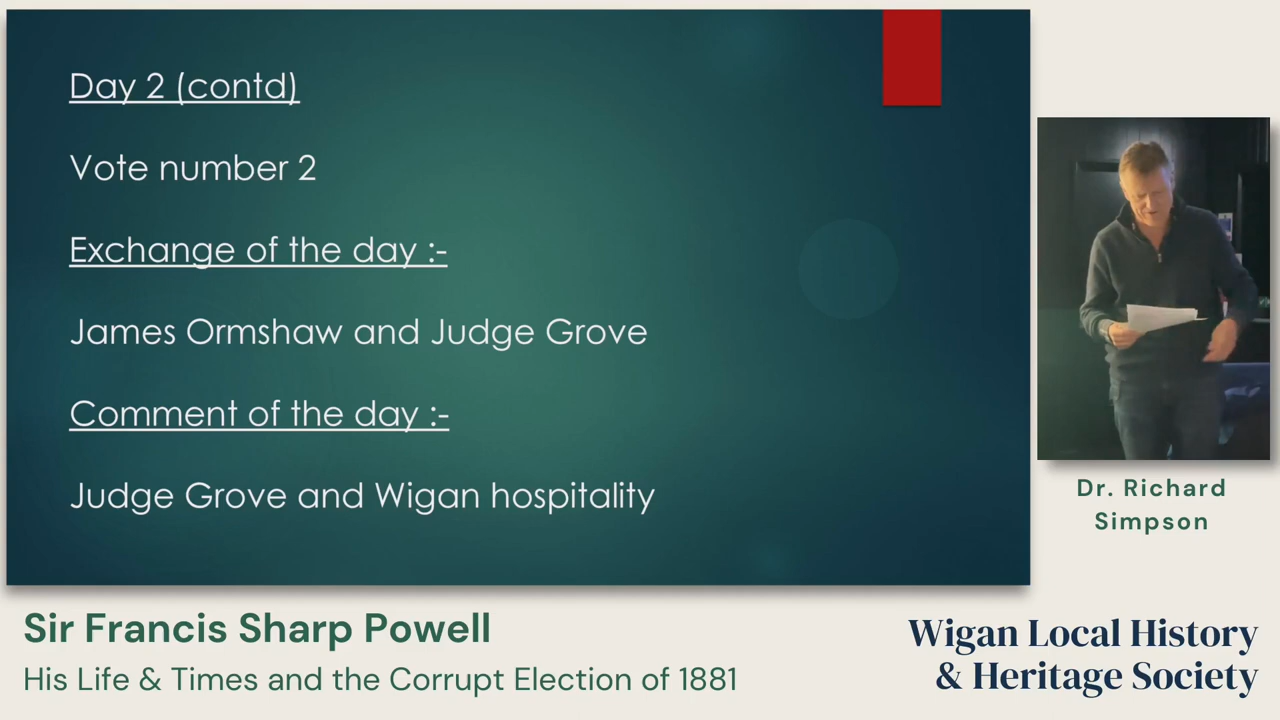 Day 2 (contd)
Vote number 2
Exchange of the day :-
James Ormshaw and Judge Grove
Comment of the day :-
Judge Grove and Wigan hospitality
Dr. Richard
Simpson
Sir Francis Sharp Powell
His Life & Times and the Corrupt Election of 1881
Wigan Local History
& Heritage Society